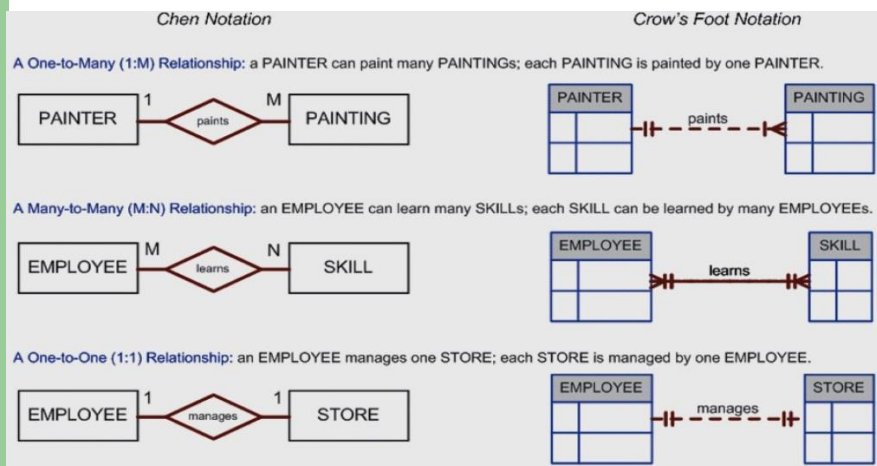 Chen Notation
Crow's Foot Notation
A One-to-Many (1:M) Relationship: a PAINTER can paint many PAINTINGs; each PAINTING is painted by one PAINTER.
PAINTER
1
paints
M
PAINTING
PAINTER
paints
PAINTING
A Many-to-Many (M:N) Relationship: an EMPLOYEE can learn many SKILLs; each SKILL can be learned by many EMPLOYEEs.
EMPLOYEE
M
learns
N
SKILL
EMPLOYEE
learns
SKILL
A One-to-One (1:1) Relationship: an EMPLOYEE manages one STORE; each STORE is managed by one EMPLOYEE.
EMPLOYEE
1
manages
1
STORE
EMPLOYEE
manages
STORE